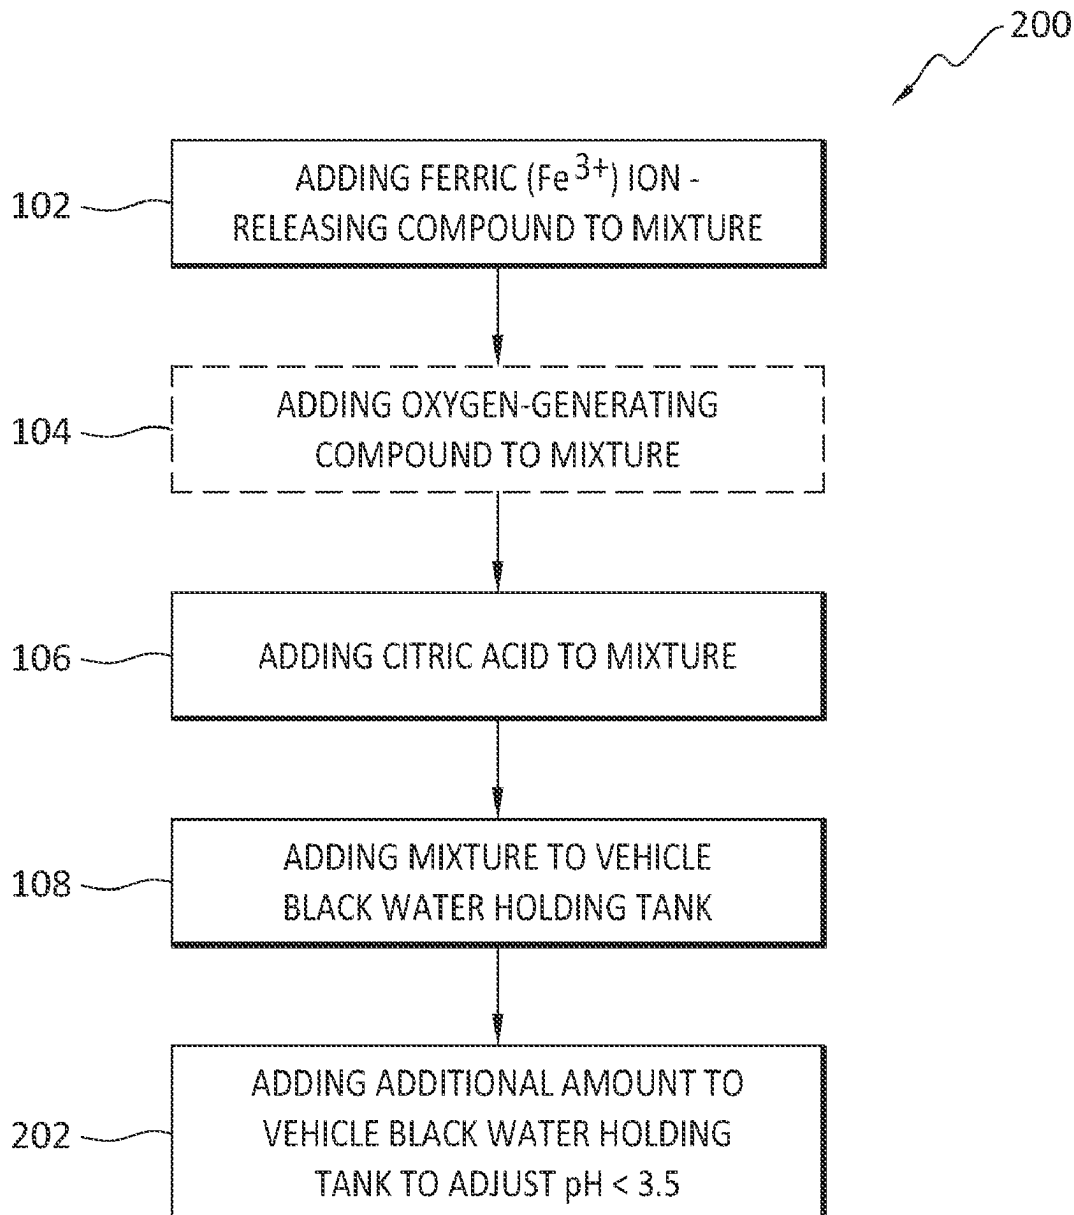 200
102
ADDING FERRIC (Fe³⁺) ION -
RELEASING COMPOUND TO MIXTURE
104
ADDING OXYGEN-GENERATING
COMPOUND TO MIXTURE
106
ADDING CITRIC ACID TO MIXTURE
108
ADDING MIXTURE TO VEHICLE
BLACK WATER HOLDING TANK
202
ADDING ADDITIONAL AMOUNT TO
VEHICLE BLACK WATER HOLDING
TANK TO ADJUST pH < 3.5